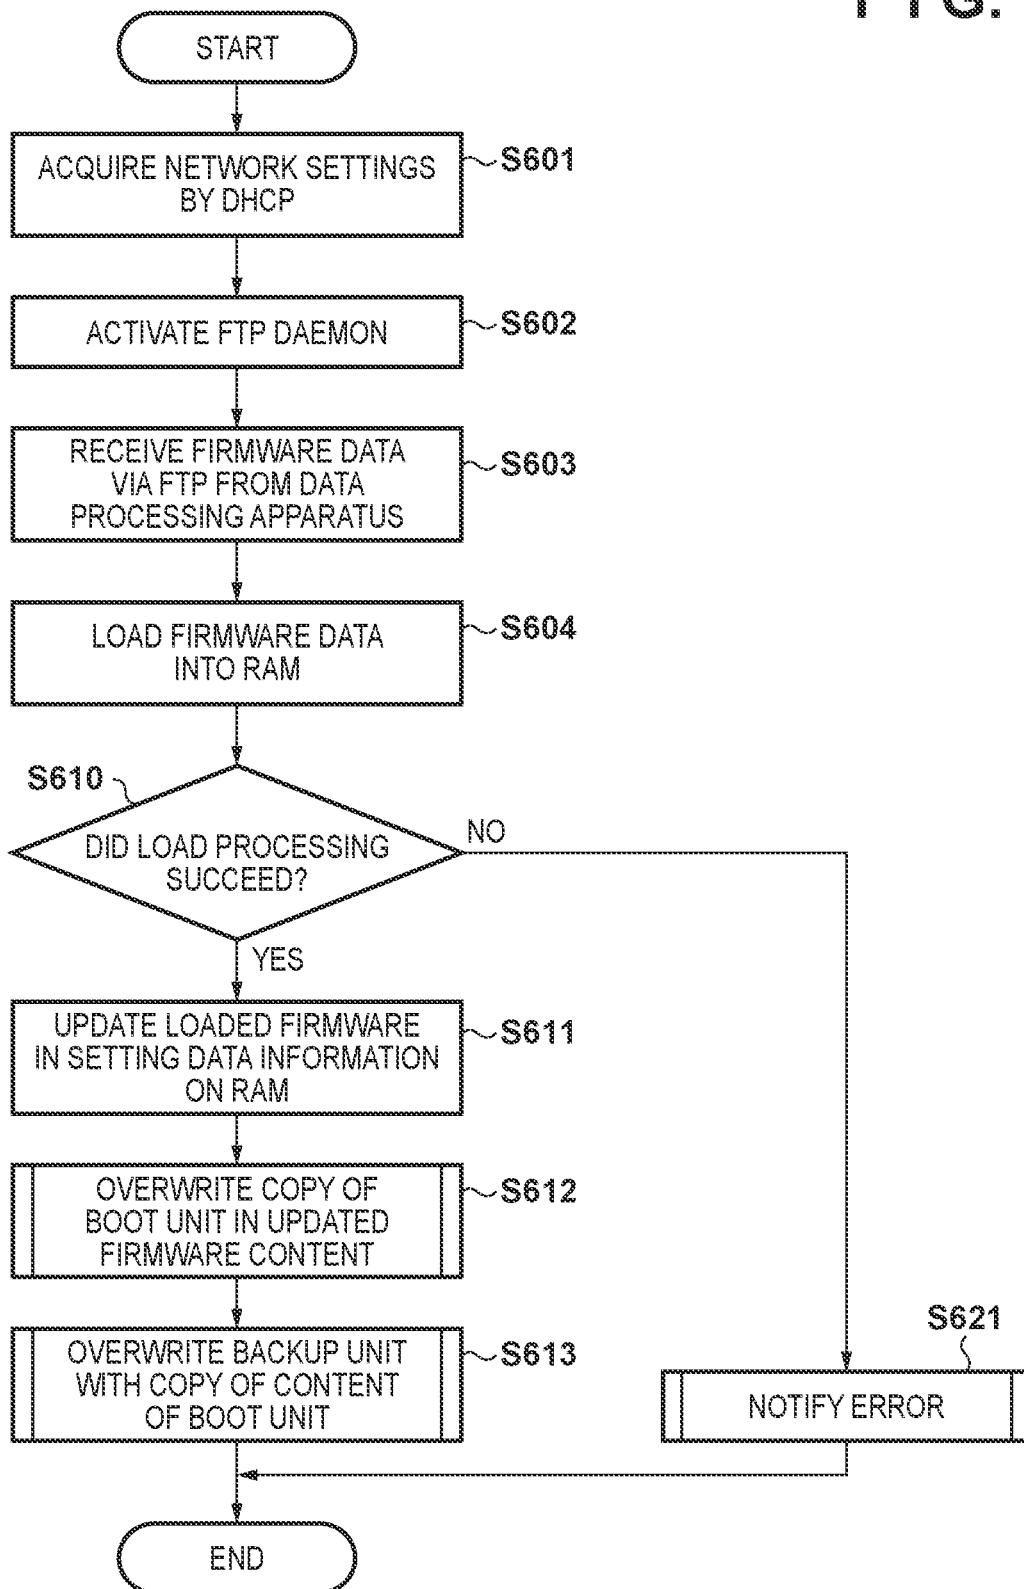 FIG.
START
ACQUIRE NETWORK SETTINGS
BY DHCP
S601
ACTIVATE FTP DAEMON
S602
RECEIVE FIRMWARE DATA
VIA FTP FROM DATA
PROCESSING APPARATUS
S603
LOAD FIRMWARE DATA
INTO RAM
S604
S610
DID LOAD PROCESSING
SUCCEED?
NO
YES
UPDATE LOADED FIRMWARE
IN SETTING DATA INFORMATION
ON RAM
S611
OVERWRITE COPY OF
BOOT UNIT IN UPDATED
FIRMWARE CONTENT
S612
OVERWRITE BACKUP UNIT
WITH COPY OF CONTENT
OF BOOT UNIT
S613
S621
NOTIFY ERROR
END